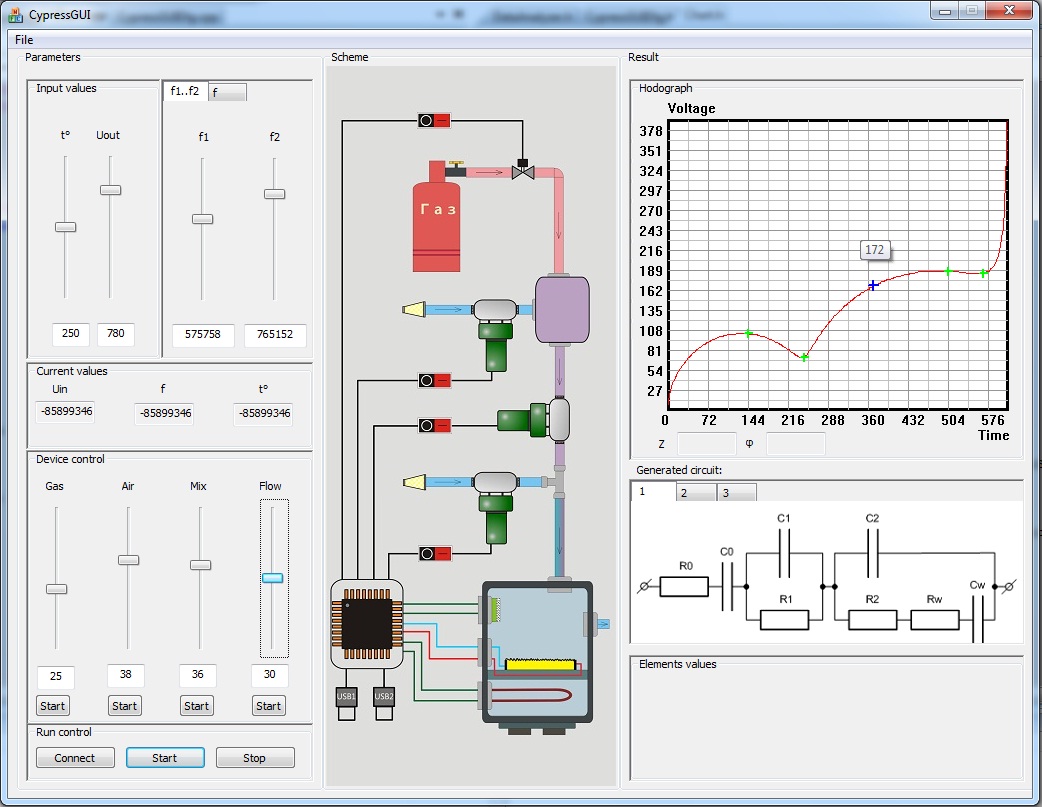 CypressGUI
File
Parameters
Input values
t° Uout
250 780
f1..f2 f
f1 f2
575758 765152
Current values
Uin f t°
-85899346 -85899346 -85899346
Device control
Gas Air Mix Flow
25 38 36 30
Start Start Start Start
Run control
Connect Start Stop
Scheme
Газ
USB1 USB2
Result
Hodograph
Voltage
378
351
324
297
270
243
216
189
162
135
108
81
54
27
172
0 72 144 216 288 360 432 504 576
Time
Z φ
Generated circuit:
1 2 3
C1 C2
R0 C0 Cw
R1 R2 Rw
Elements values